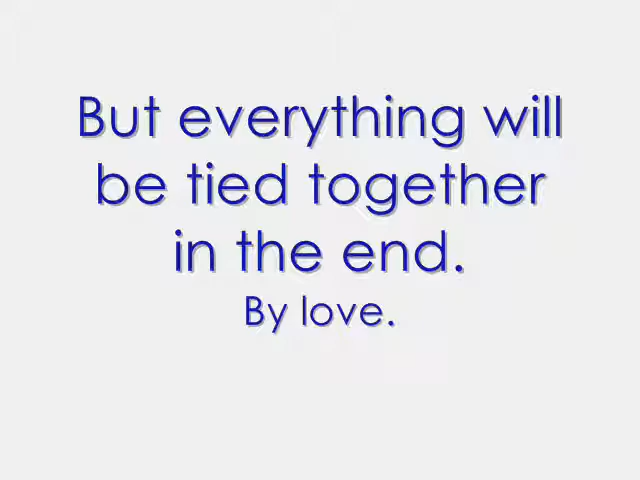 But everything will
be tied together
in the end.
By love.